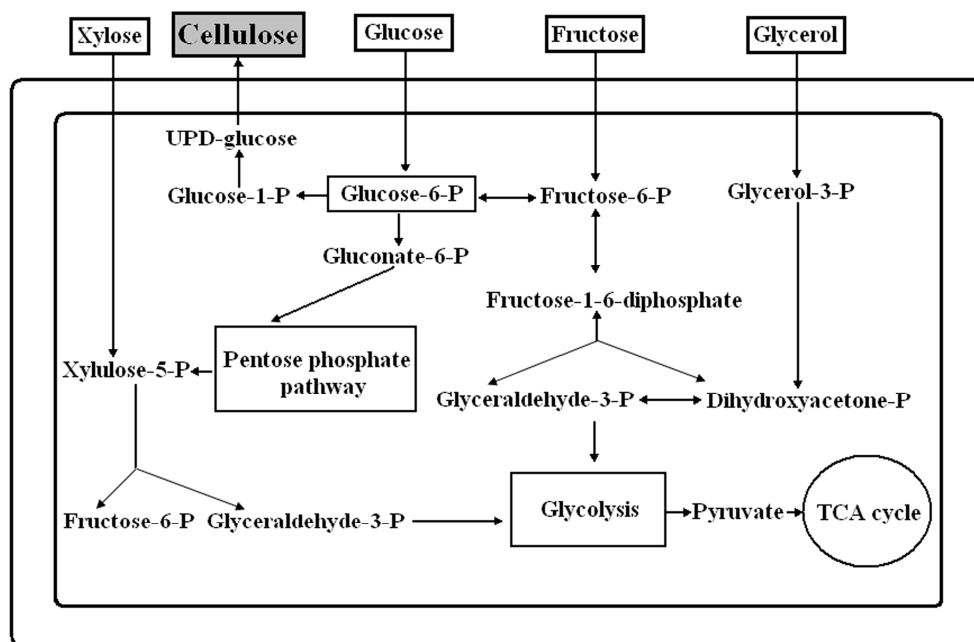 Xylose
Cellulose
Glucose
Fructose
Glycerol
UPD-glucose
Glucose-1-P
Glucose-6-P
Fructose-6-P
Glycerol-3-P
Gluconate-6-P
Fructose-1-6-diphosphate
Xylulose-5-P
Pentose phosphate
pathway
Glyceraldehyde-3-P
Dihydroxyacetone-P
Fructose-6-P
Glyceraldehyde-3-P
Glycolysis
Pyruvate
TCA cycle